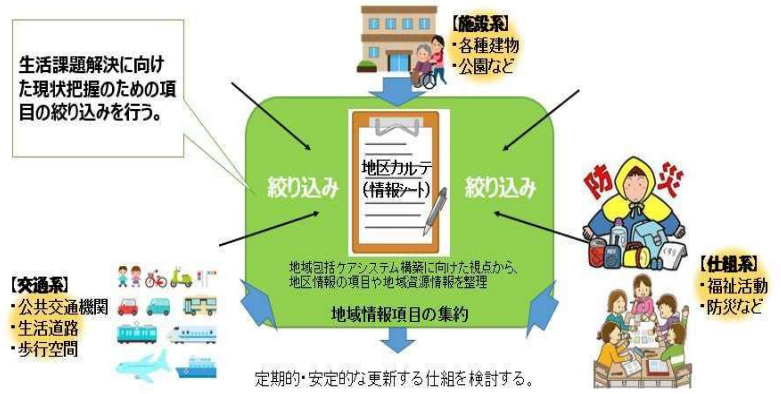 生活課題解決に向け
た現状把握のための項
目の絞り込みを行う。
【施設系】
・各種建物
・公園など
地区カルテ
（情報シート）
絞り込み
絞り込み
防災
地域包括ケアシステム構築に向けた視点から、
地区情報の項目や地域資源情報を整理
地域情報項目の集約
【交通系】
・公共交通機関
・生活道路
・歩行空間
【仕組系】
・福祉活動
・防災など
定期的・安定的な更新する仕組を検討する。